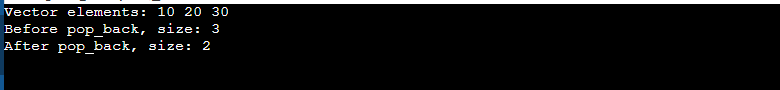 Vector elements: 10 20 30
Before pop_back, size: 3
After pop_back, size: 2